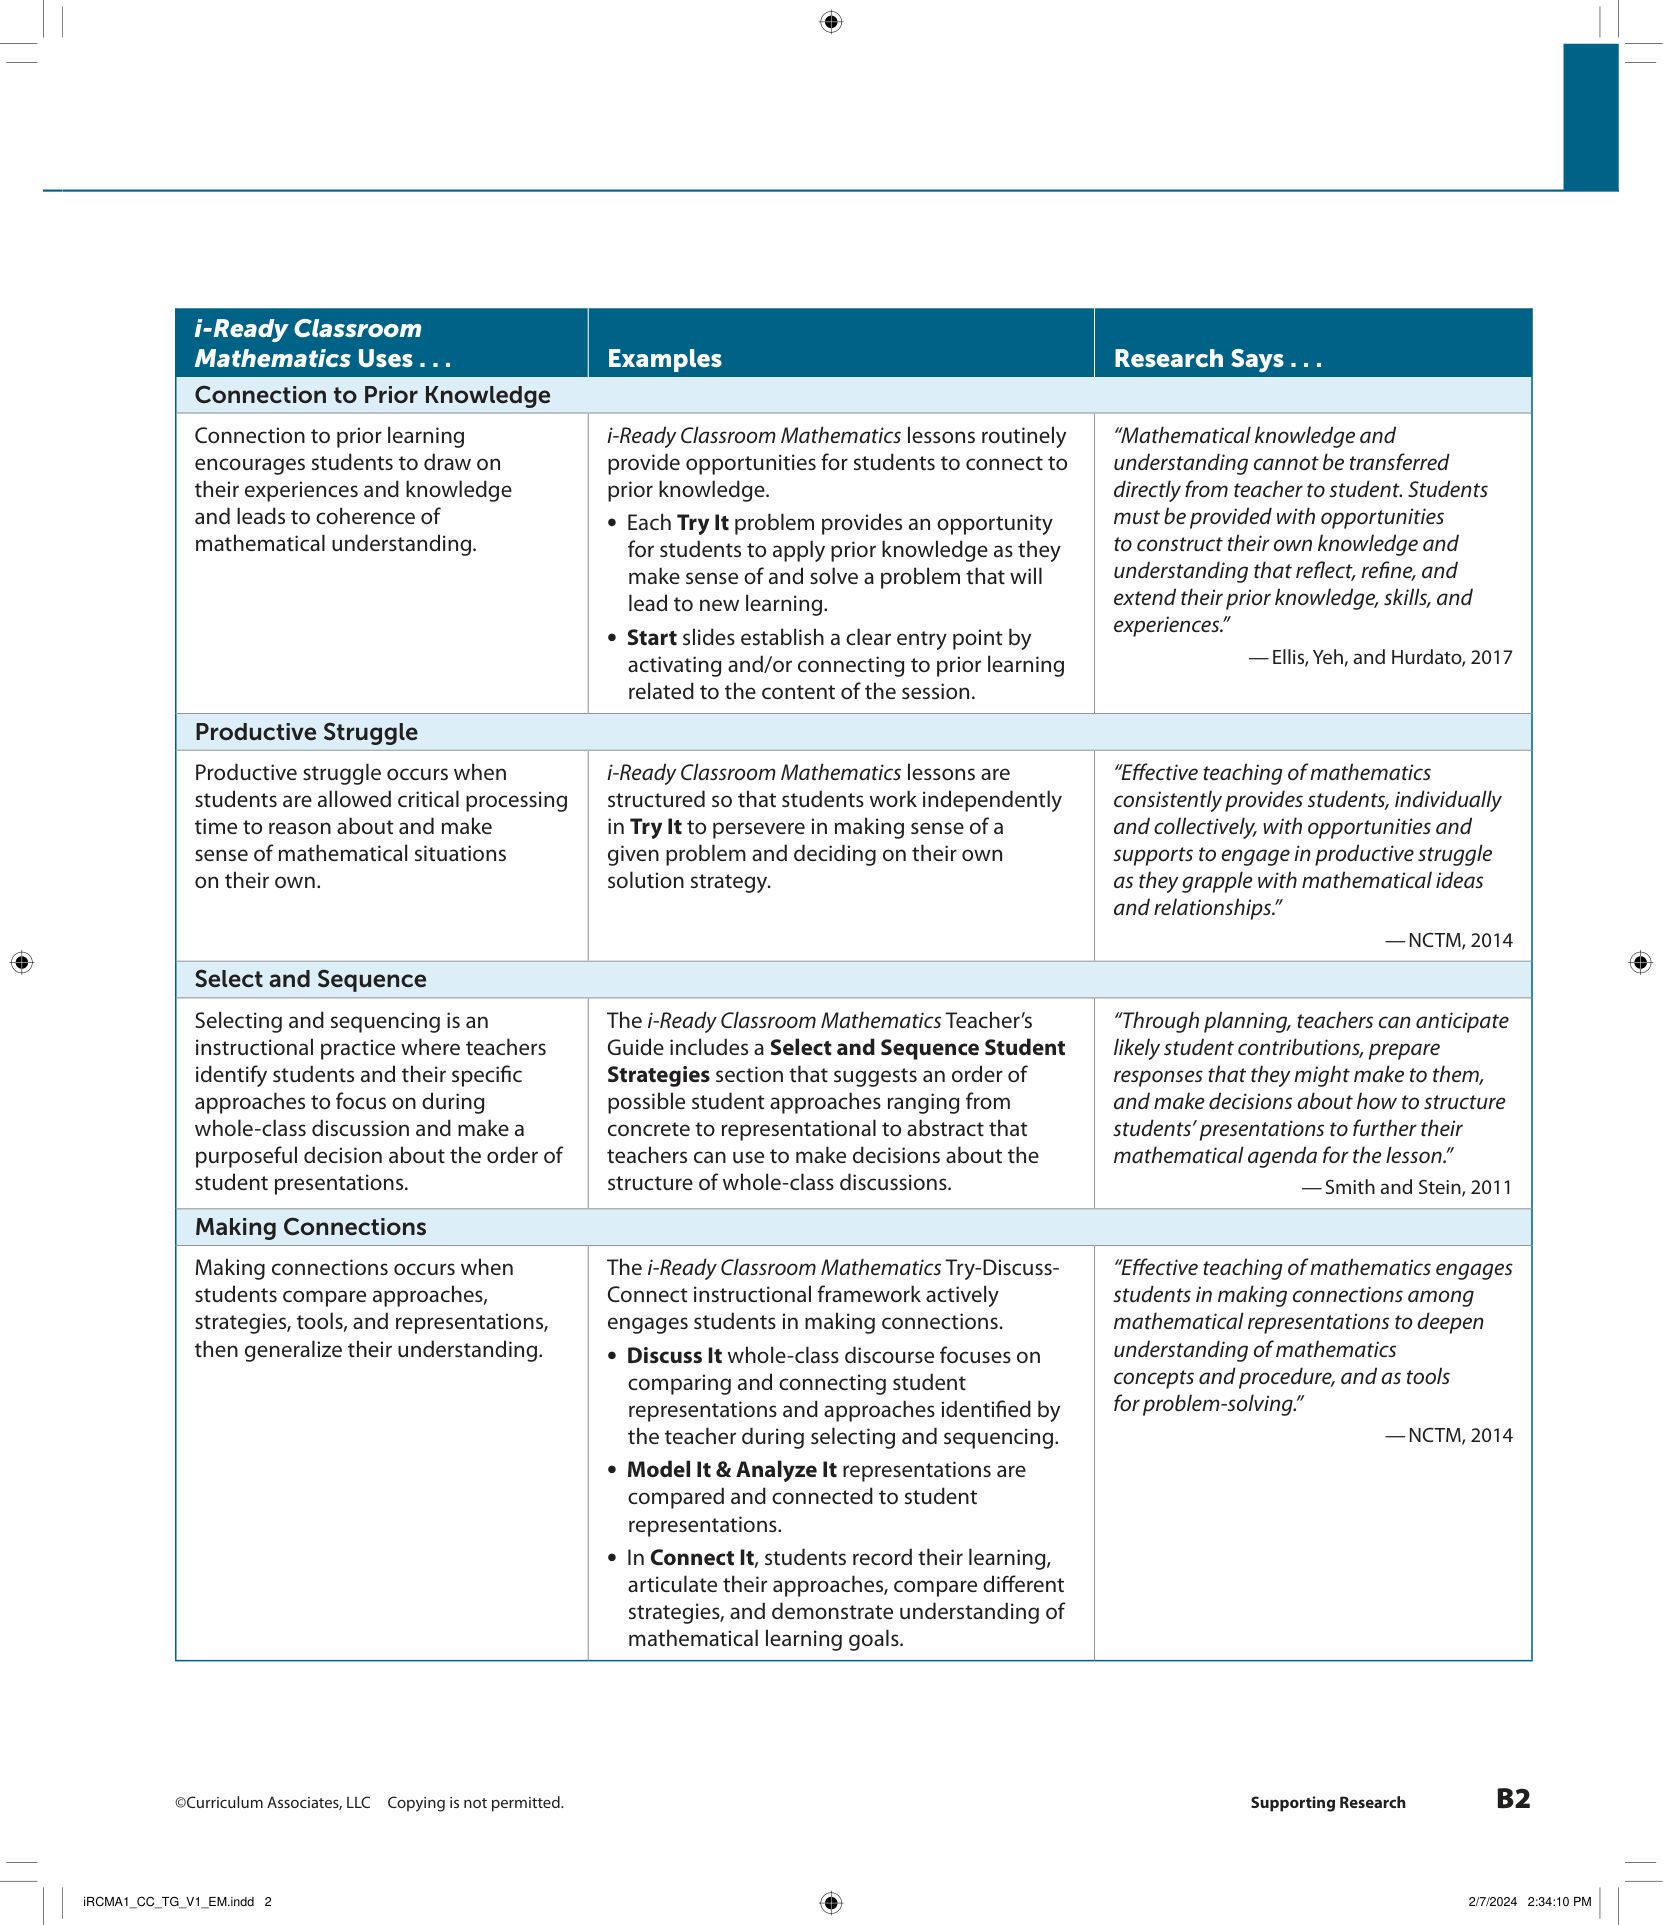 i-Ready Classroom
Mathematics Uses . . .
Examples
Research Says . . .
Connection to Prior Knowledge
Connection to prior learning
encourages students to draw on
their experiences and knowledge
and leads to coherence of
mathematical understanding.
i-Ready Classroom Mathematics lessons routinely
provide opportunities for students to connect to
prior knowledge.
• Each Try It problem provides an opportunity
for students to apply prior knowledge as they
make sense of and solve a problem that will
lead to new learning.
• Start slides establish a clear entry point by
activating and/or connecting to prior learning
related to the content of the session.
“Mathematical knowledge and
understanding cannot be transferred
directly from teacher to student. Students
must be provided with opportunities
to construct their own knowledge and
understanding that reflect, refine, and
extend their prior knowledge, skills, and
experiences.”
— Ellis, Yeh, and Hurdato, 2017
Productive Struggle
Productive struggle occurs when
students are allowed critical processing
time to reason about and make
sense of mathematical situations
on their own.
i-Ready Classroom Mathematics lessons are
structured so that students work independently
in Try It to persevere in making sense of a
given problem and deciding on their own
solution strategy.
“Effective teaching of mathematics
consistently provides students, individually
and collectively, with opportunities and
supports to engage in productive struggle
as they grapple with mathematical ideas
and relationships.”
— NCTM, 2014
Select and Sequence
Selecting and sequencing is an
instructional practice where teachers
identify students and their specific
approaches to focus on during
whole-class discussion and make a
purposeful decision about the order of
student presentations.
The i-Ready Classroom Mathematics Teacher’s
Guide includes a Select and Sequence Student
Strategies section that suggests an order of
possible student approaches ranging from
concrete to representational to abstract that
teachers can use to make decisions about the
structure of whole-class discussions.
“Through planning, teachers can anticipate
likely student contributions, prepare
responses that they might make to them,
and make decisions about how to structure
students’ presentations to further their
mathematical agenda for the lesson.”
— Smith and Stein, 2011
Making Connections
Making connections occurs when
students compare approaches,
strategies, tools, and representations,
then generalize their understanding.
The i-Ready Classroom Mathematics Try-Discuss-
Connect instructional framework actively
engages students in making connections.
• Discuss It whole-class discourse focuses on
comparing and connecting student
representations and approaches identified by
the teacher during selecting and sequencing.
• Model It & Analyze It representations are
compared and connected to student
representations.
• In Connect It, students record their learning,
articulate their approaches, compare different
strategies, and demonstrate understanding of
mathematical learning goals.
“Effective teaching of mathematics engages
students in making connections among
mathematical representations to deepen
understanding of mathematics
concepts and procedure, and as tools
for problem-solving.”
— NCTM, 2014
©Curriculum Associates, LLC Copying is not permitted.
Supporting Research
B2
iRCMA1_CC_TG_V1_EM.indd 2
2/7/2024 2:34:10 PM